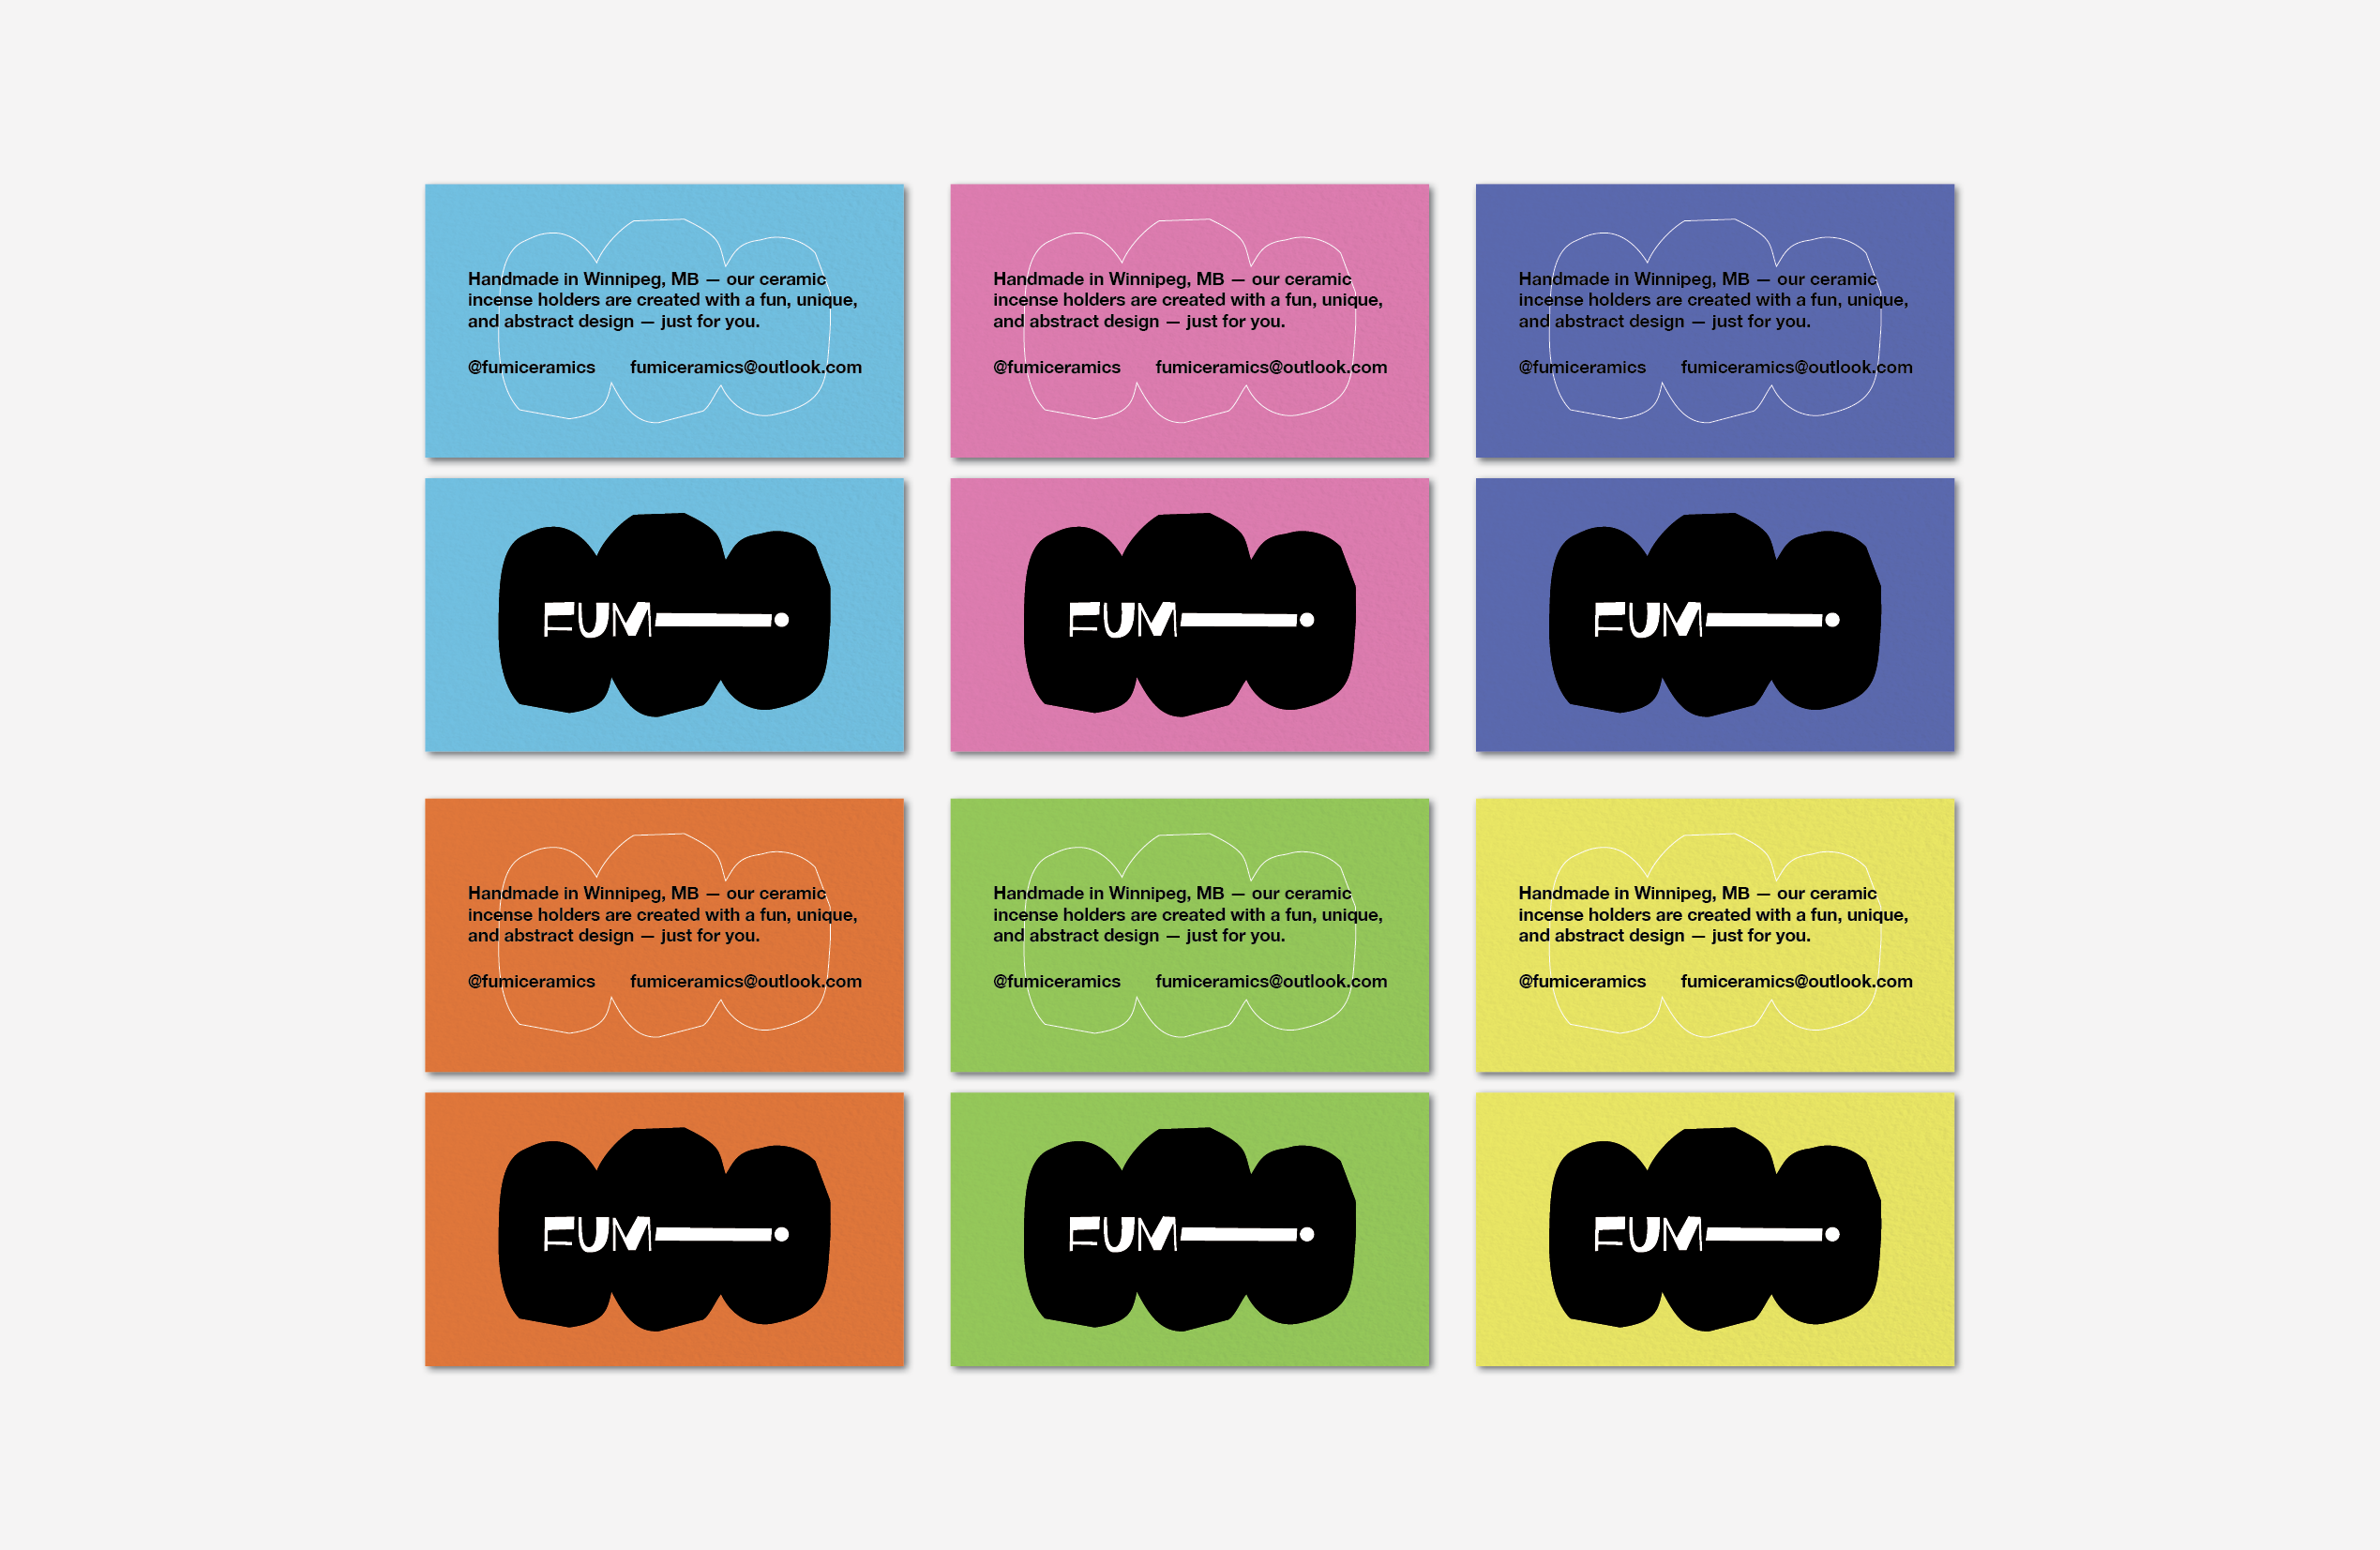 Handmade in Winnipeg, MB — our ceramic
incense holders are created with a fun, unique,
and abstract design — just for you.
@fumiceramics fumiceramics@outlook.com
Handmade in Winnipeg, MB — our ceramic
incense holders are created with a fun, unique,
and abstract design — just for you.
@fumiceramics fumiceramics@outlook.com
Handmade in Winnipeg, MB — our ceramic
incense holders are created with a fun, unique,
and abstract design — just for you.
@fumiceramics fumiceramics@outlook.com
FUMI
FUMI
FUMI
Handmade in Winnipeg, MB — our ceramic
incense holders are created with a fun, unique,
and abstract design — just for you.
@fumiceramics fumiceramics@outlook.com
Handmade in Winnipeg, MB — our ceramic
incense holders are created with a fun, unique,
and abstract design — just for you.
@fumiceramics fumiceramics@outlook.com
Handmade in Winnipeg, MB — our ceramic
incense holders are created with a fun, unique,
and abstract design — just for you.
@fumiceramics fumiceramics@outlook.com
FUMI
FUMI
FUMI